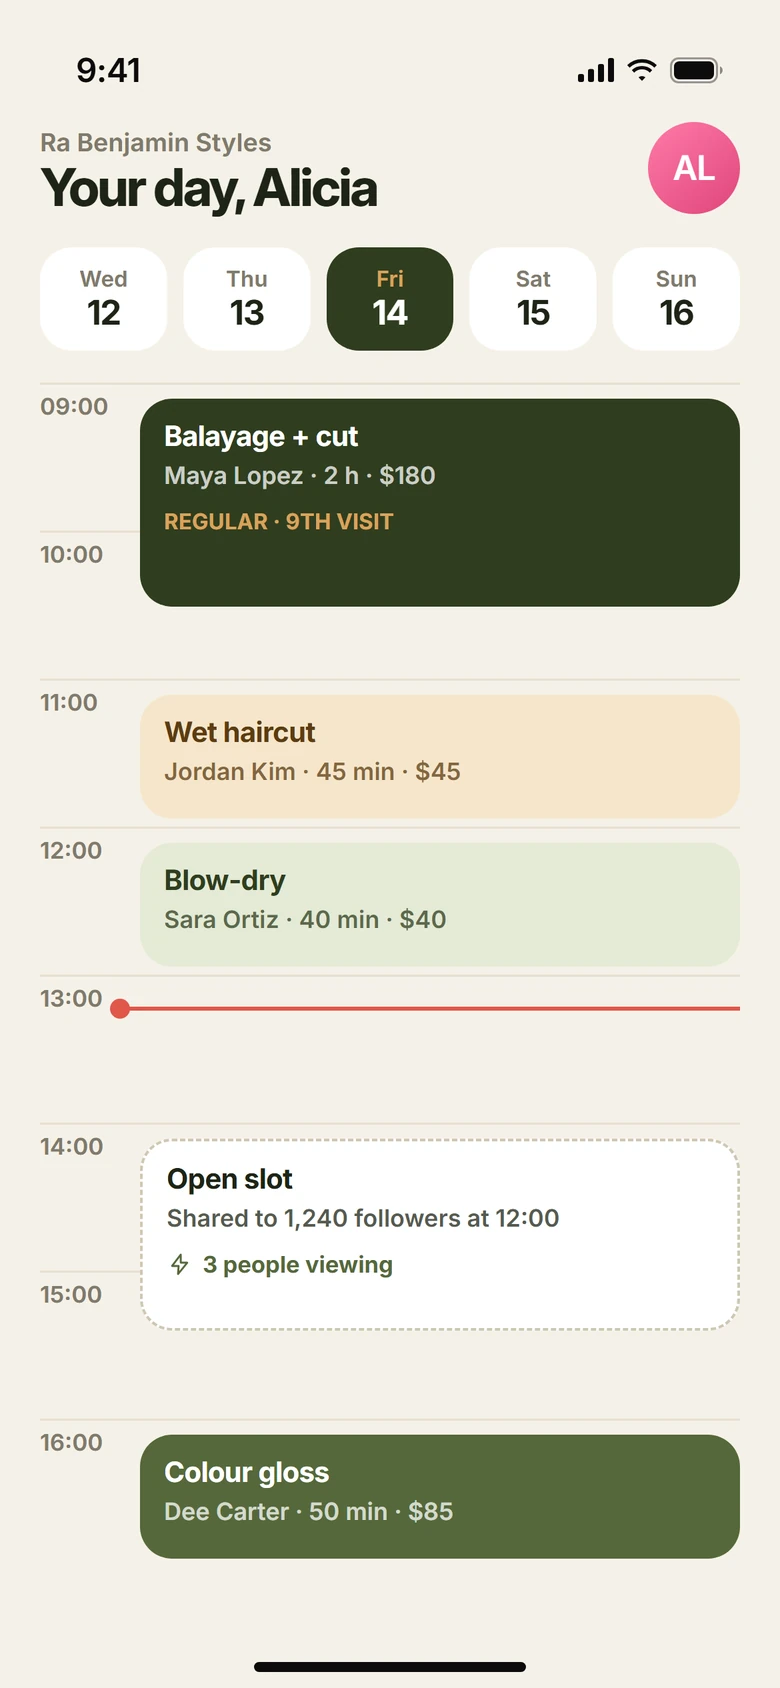 9:41
Ra Benjamin Styles
Your day, Alicia
AL
Wed
12
Thu
13
Fri
14
Sat
15
Sun
16
09:00
Balayage + cut
Maya Lopez · 2 h · $180
REGULAR · 9TH VISIT
10:00
11:00
Wet haircut
Jordan Kim · 45 min · $45
12:00
Blow-dry
Sara Ortiz · 40 min · $40
13:00
14:00
Open slot
Shared to 1,240 followers at 12:00
3 people viewing
15:00
16:00
Colour gloss
Dee Carter · 50 min · $85